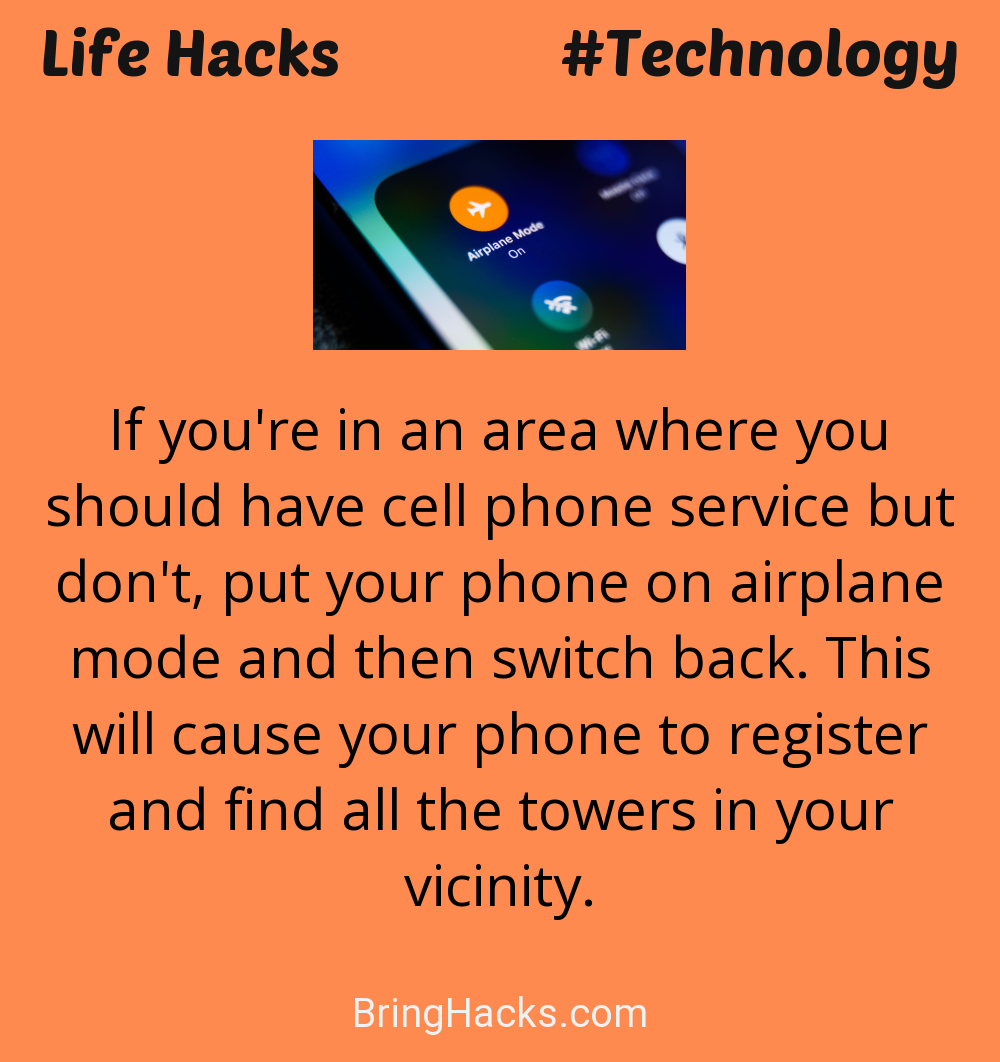 Life Hacks #Technology
Airplane Mode
On
Wi-Fi
If you're in an area where you
should have cell phone service but
don't, put your phone on airplane
mode and then switch back. This
will cause your phone to register
and find all the towers in your
vicinity.
BringHacks.com